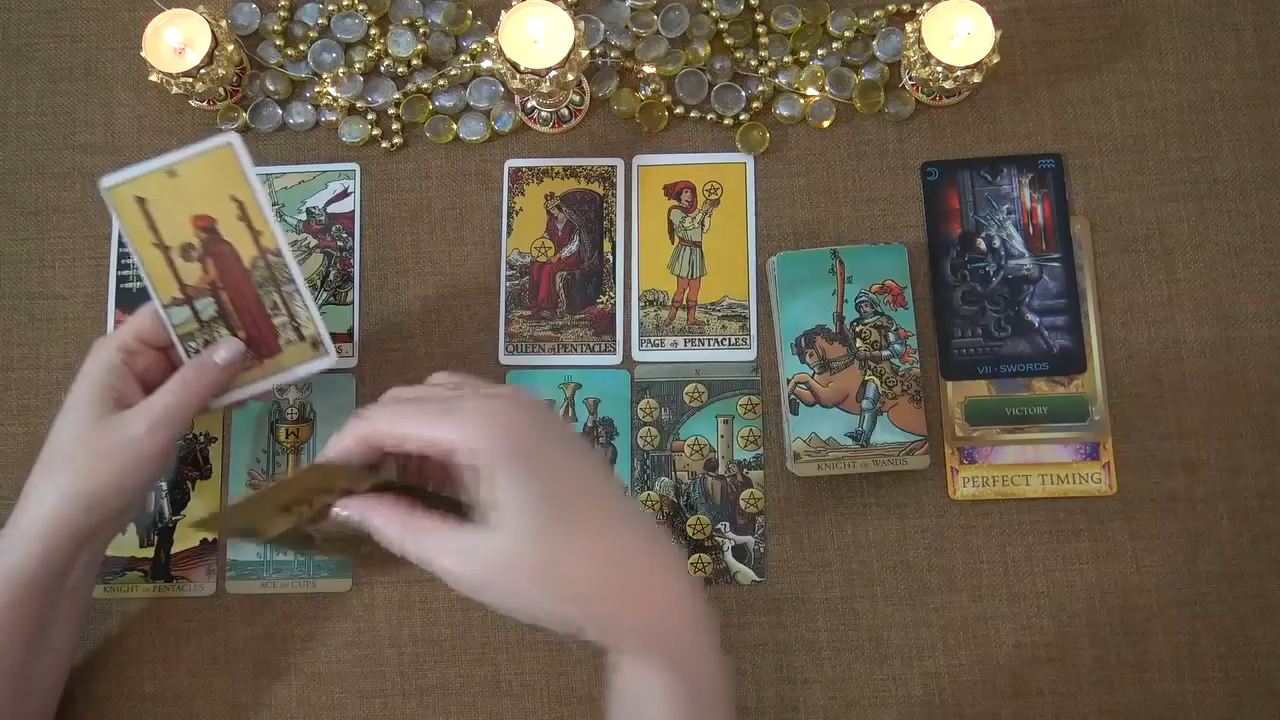 QUEEN of PENTACLES
PAGE of PENTACLES.
X
VII · SWORDS
VICTORY
PERFECT TIMING
KNIGHT OF WANDS
KNIGHT OF PENTACLES
ACE OF CUPS